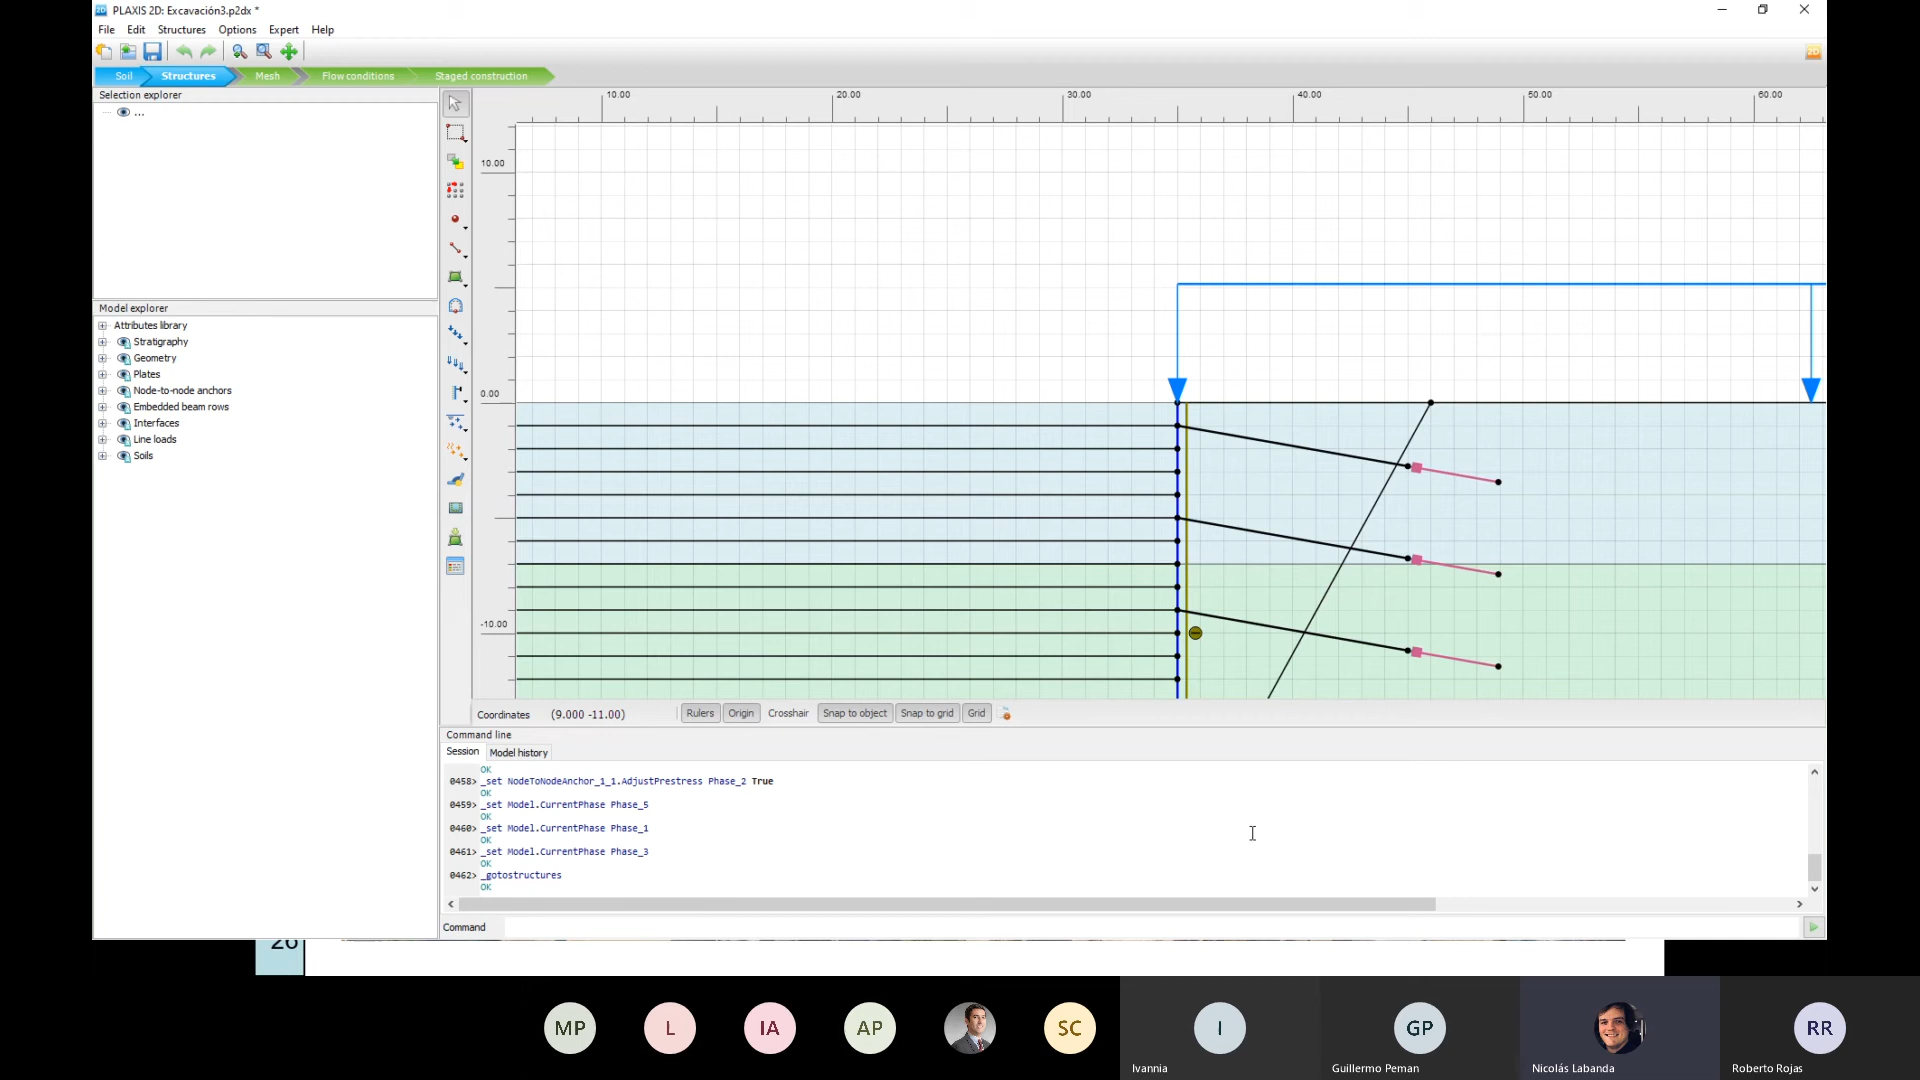 PLAXIS 2D: Excavación3.p2dx *
File Edit Structures Options Expert Help
Soil Structures Mesh Flow conditions Staged construction
Selection explorer
...
Model explorer
Attributes library
Stratigraphy
Geometry
Plates
Node-to-node anchors
Embedded beam rows
Interfaces
Line loads
Soils
10.00 20.00 30.00 40.00 50.00 60.00
10.00
0.00
-10.00
Coordinates (9.000 -11.00) Rulers Origin Crosshair Snap to object Snap to grid Grid
Command line
Session Model history
OK
0458> _set NodeToNodeAnchor_1_1.AdjustPrestress Phase_2 True
OK
0459> _set Model.CurrentPhase Phase_5
OK
0460> _set Model.CurrentPhase Phase_1
OK
0461> _set Model.CurrentPhase Phase_3
OK
0462> _gotostructures
OK
Command
26
MP L IA AP SC I GP RR
Ivannia Guillermo Peman Nicolás Labanda Roberto Rojas